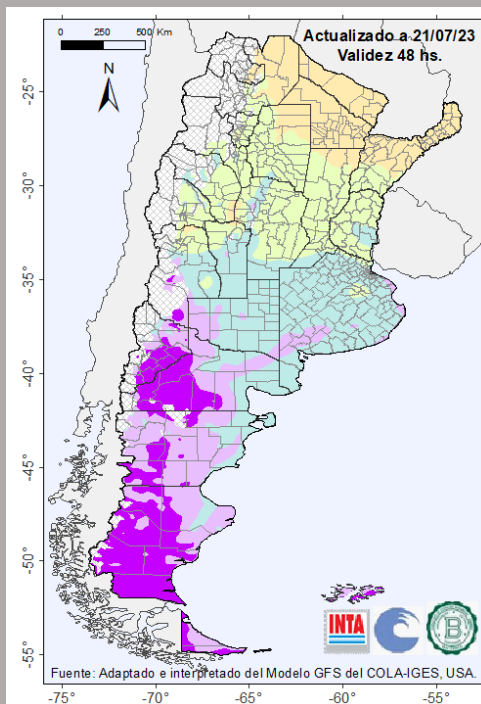 Actualizado a 21/07/23
Validez 48 hs.
0 250 500 Km
N
-25°
-30°
-35°
-40°
-45°
-50°
-55°
INTA
B
Fuente: Adaptado e interpretado del Modelo GFS del COLA-IGES, USA.
-75° -70° -65° -60° -55°